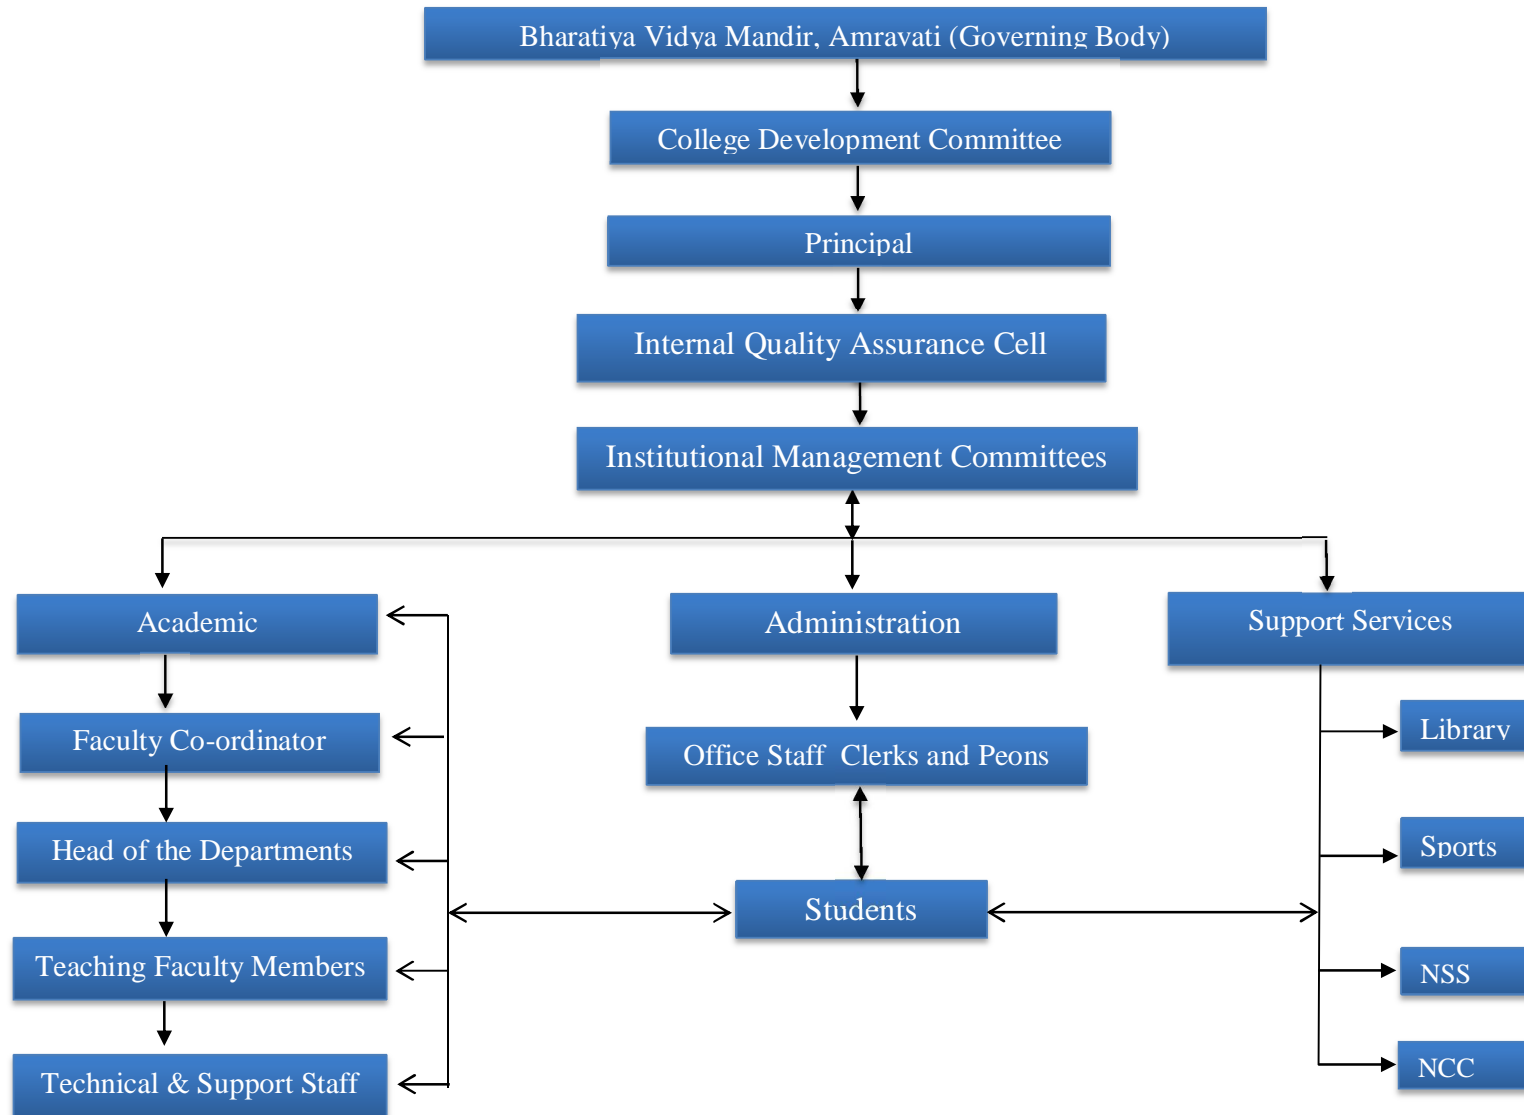 Bharatiya Vidya Mandir, Amravati (Governing Body)
College Development Committee
Principal
Internal Quality Assurance Cell
Institutional Management Committees
Academic
Administration
Support Services
Faculty Co-ordinator
Office Staff  Clerks and Peons
Library
Head of the Departments
Sports
Students
Teaching Faculty Members
NSS
Technical & Support Staff
NCC